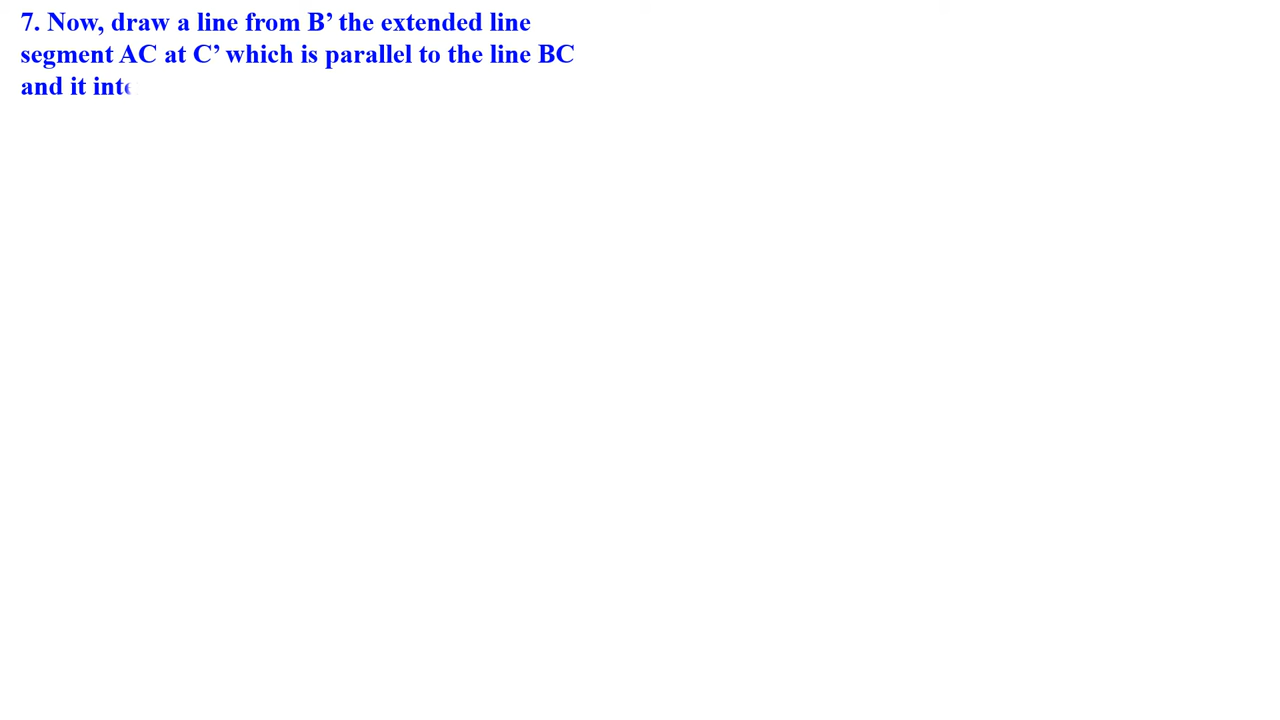 7. Now, draw a line from B’ the extended line
segment AC at C’ which is parallel to the line BC
and it inte